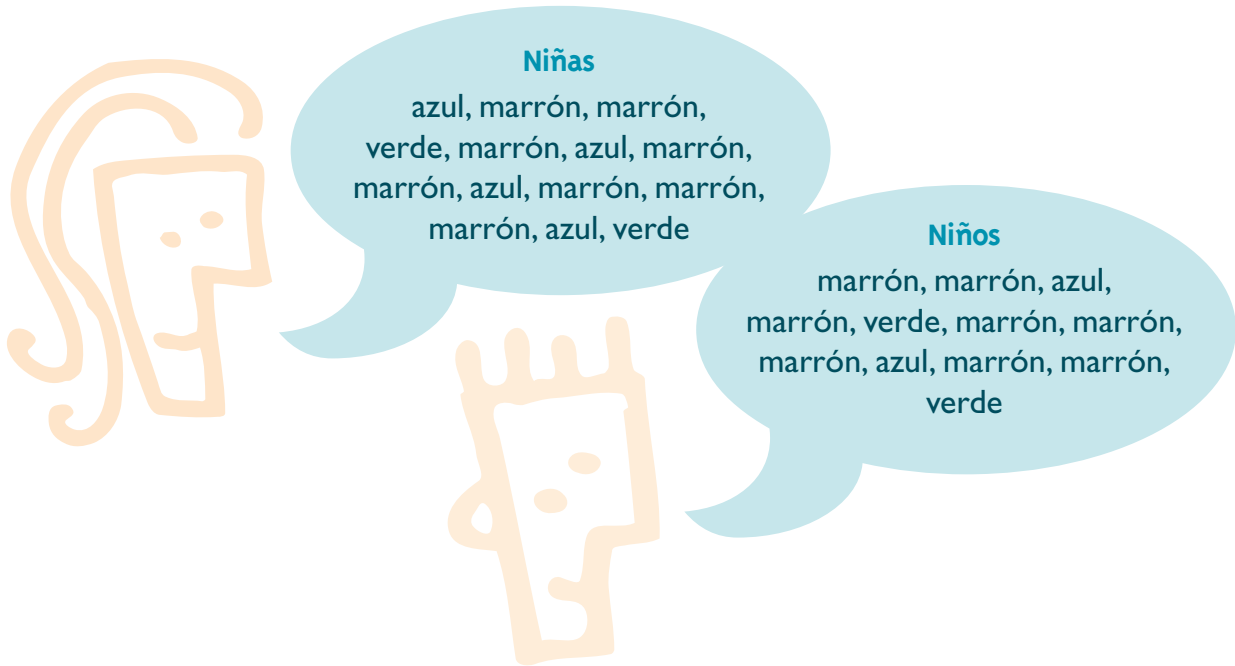 Niñas
azul, marrón, marrón,
verde, marrón, azul, marrón,
marrón, azul, marrón, marrón,
marrón, azul, verde
Niños
marrón, marrón, azul,
marrón, verde, marrón, marrón,
marrón, azul, marrón, marrón,
verde